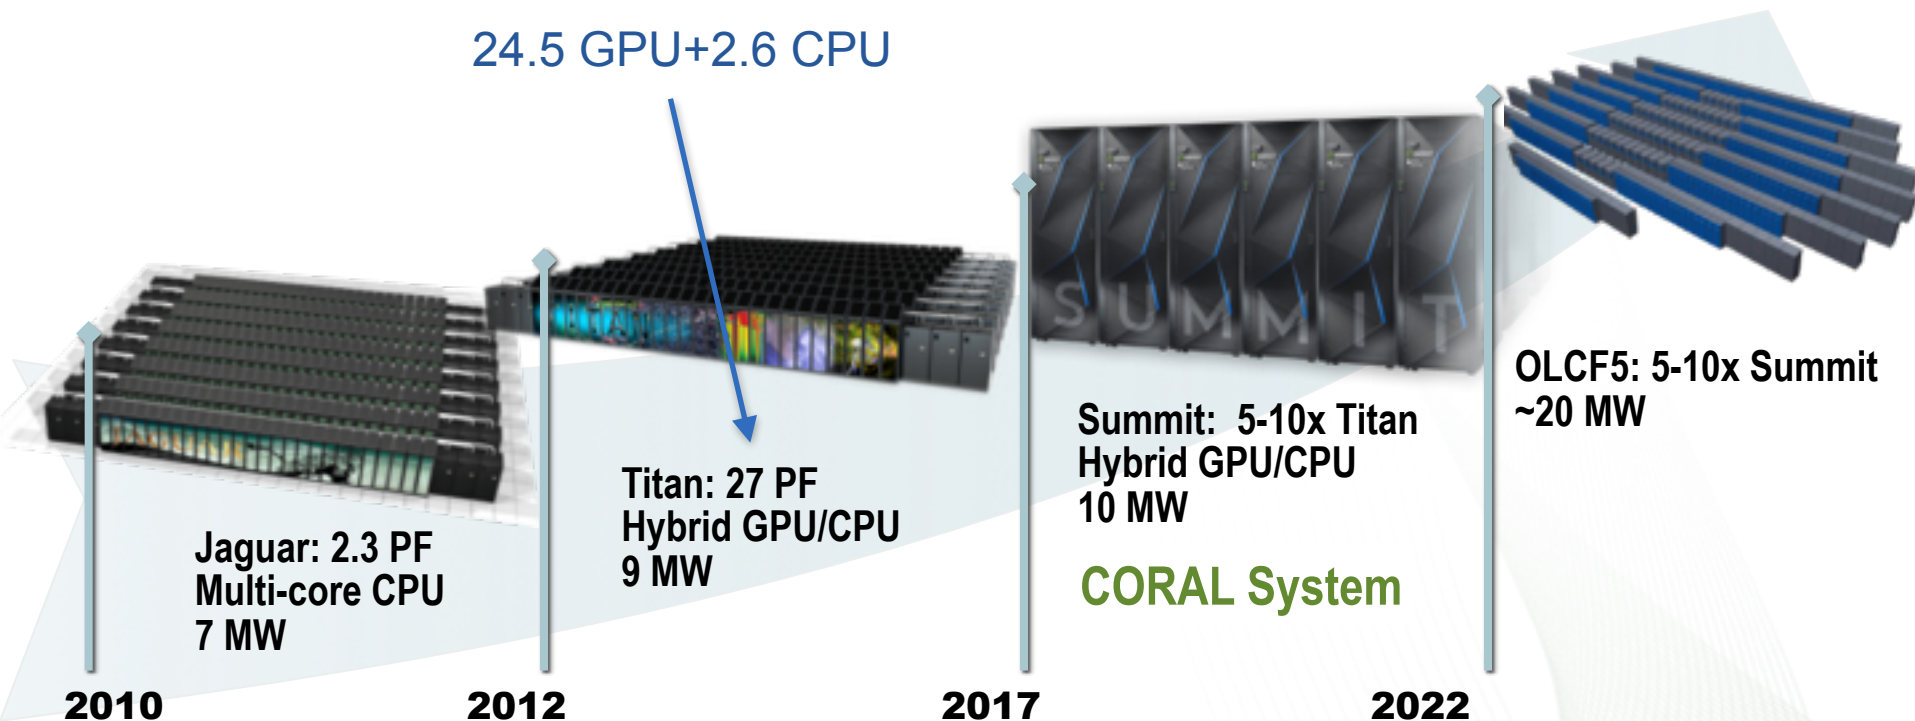 24.5 GPU+2.6 CPU
SUMMIT
Jaguar: 2.3 PF
Multi-core CPU
7 MW
Titan: 27 PF
Hybrid GPU/CPU
9 MW
Summit: 5-10x Titan
Hybrid GPU/CPU
10 MW
CORAL System
OLCF5: 5-10x Summit
~20 MW
2010
2012
2017
2022